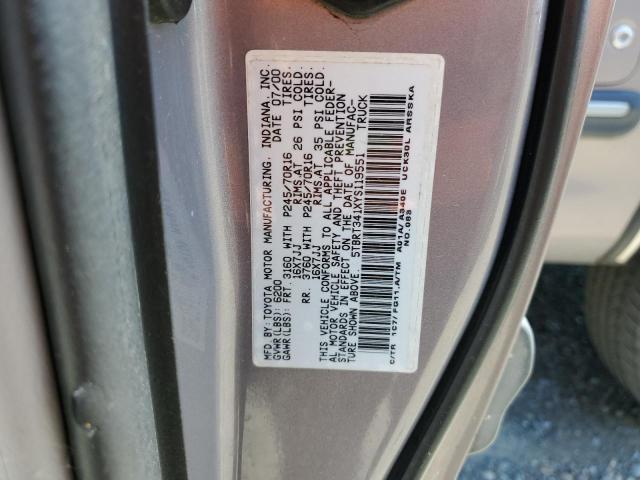 MFD. BY: TOYOTA MOTOR MANUFACTURING, INDIANA, INC.
GVWR(LBS): 6200 DATE 07/00
GAWR(LBS): FRT. 3160 WITH P245/70R16 TIRES.
16X7JJ RIMS.AT 26 PSI COLD.
RR. 3760 WITH P245/70R16 TIRES.
16X7JJ RIMS.AT 35 PSI COLD.
THIS VEHICLE CONFORMS TO ALL APPLICABLE FEDER-
AL MOTOR VEHICLE SAFETY AND THEFT PREVENTION
STANDARDS IN EFFECT ON THE DATE OF MANUFAC-
TURE SHOWN ABOVE. 5TBRT341XYS119551 TRUCK
C/TR 1C7/FG11.A/TM A01A/A340E UCK30L ARSSKA
NO.083